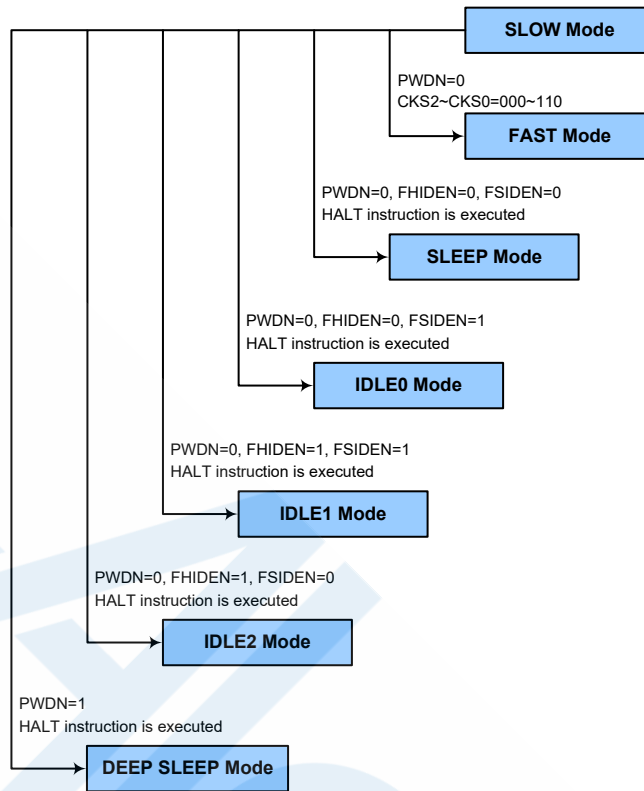 SLOW Mode
PWDN=0
CKS2~CKS0=000~110
FAST Mode
PWDN=0, FHIDEN=0, FSIDEN=0
HALT instruction is executed
SLEEP Mode
PWDN=0, FHIDEN=0, FSIDEN=1
HALT instruction is executed
IDLE0 Mode
PWDN=0, FHIDEN=1, FSIDEN=1
HALT instruction is executed
IDLE1 Mode
PWDN=0, FHIDEN=1, FSIDEN=0
HALT instruction is executed
IDLE2 Mode
PWDN=1
HALT instruction is executed
DEEP SLEEP Mode